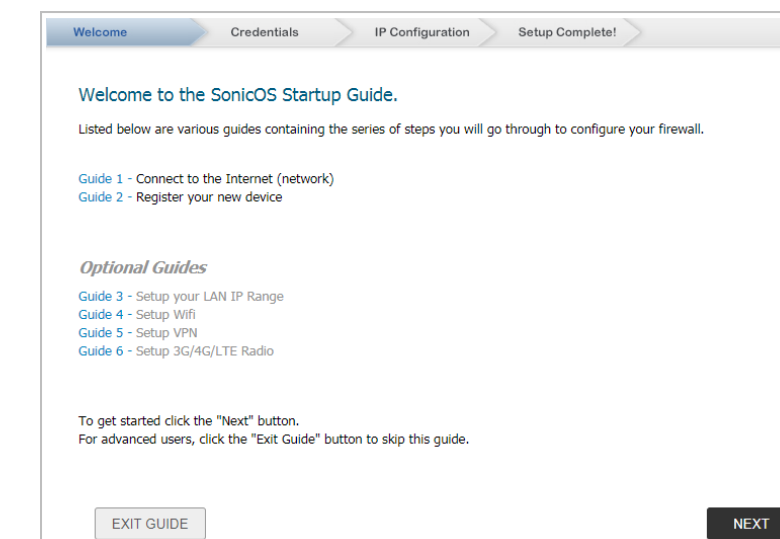 Welcome Credentials IP Configuration Setup Complete!
Welcome to the SonicOS Startup Guide.
Listed below are various guides containing the series of steps you will go through to configure your firewall.
Guide 1 - Connect to the Internet (network)
Guide 2 - Register your new device
Optional Guides
Guide 3 - Setup your LAN IP Range
Guide 4 - Setup Wifi
Guide 5 - Setup VPN
Guide 6 - Setup 3G/4G/LTE Radio
To get started click the "Next" button.
For advanced users, click the "Exit Guide" button to skip this guide.
EXIT GUIDE NEXT